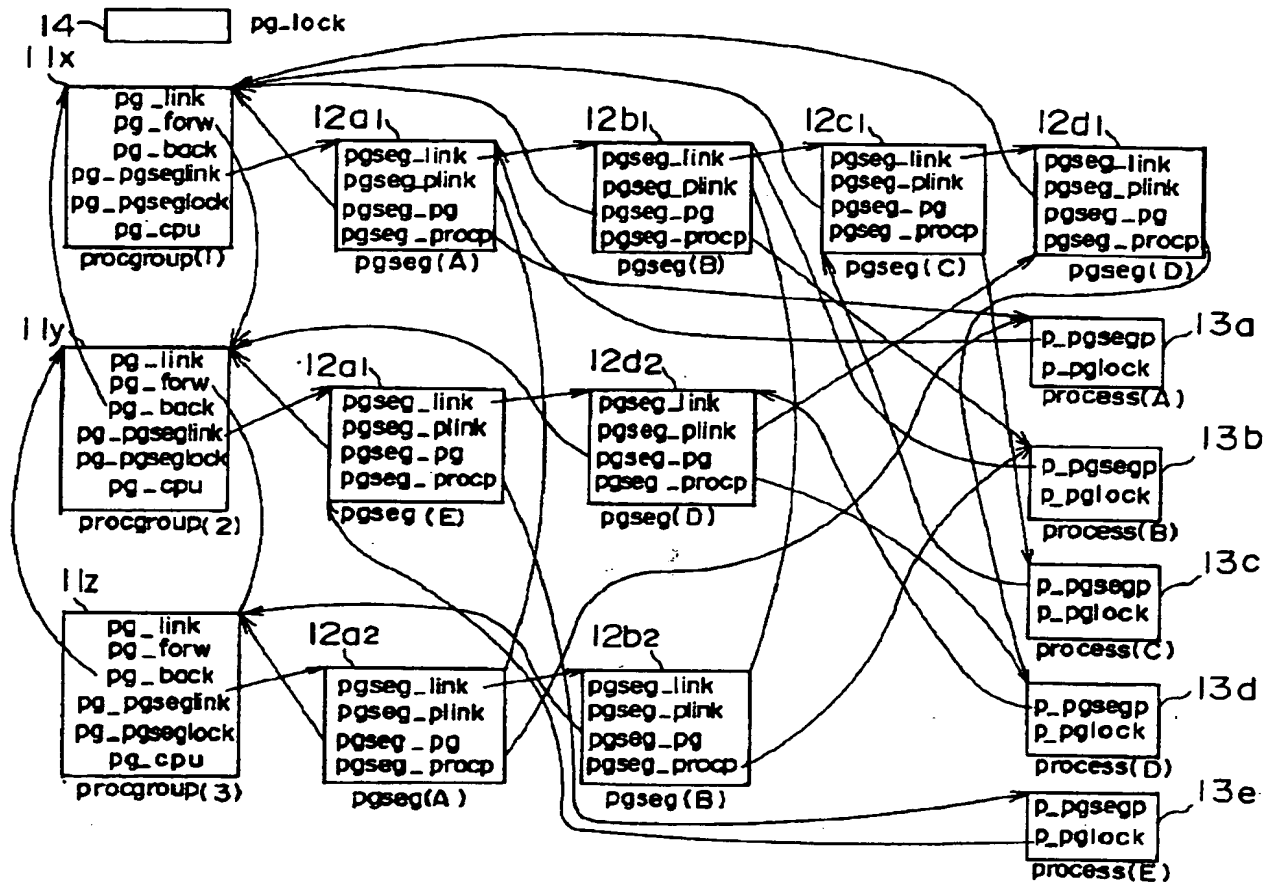 14
pg_lock
11x
pg_link
pg_forw
pg_back
pg_pgseglink
pg_pgseglock
pg_cpu
procgroup(1)
12a1
pgseg_link
pgseg_plink
pgseg_pg
pgseg_procp
pgseg(A)
12b1
pgseg_link
pgseg_plink
pgseg_pg
pgseg_procp
pgseg(B)
12c1
pgseg_link
pgseg_plink
pgseg_pg
pgseg_procp
pgseg(C)
12d1
pgseg_link
pgseg_plink
pgseg_pg
pgseg_procp
pgseg(D)
11y
pg_link
pg_forw
pg_back
pg_pgseglink
pg_pgseglock
pg_cpu
procgroup(2)
12a1
pgseg_link
pgseg_plink
pgseg_pg
pgseg_procp
pgseg(E)
12d2
pgseg_link
pgseg_plink
pgseg_pg
pgseg_procp
pgseg(D)
11z
pg_link
pg_forw
pg_back
pg_pgseglink
pg_pgseglock
pg_cpu
procgroup(3)
12a2
pgseg_link
pgseg_plink
pgseg_pg
pgseg_procp
pgseg(A)
12b2
pgseg_link
pgseg_plink
pgseg_pg
pgseg_procp
pgseg(B)
13a
p_pgsegp
p_pglock
process(A)
13b
p_pgsegp
p_pglock
process(B)
13c
p_pgsegp
p_pglock
process(C)
13d
p_pgsegp
p_pglock
process(D)
13e
p_pgsegp
p_pglock
process(E)